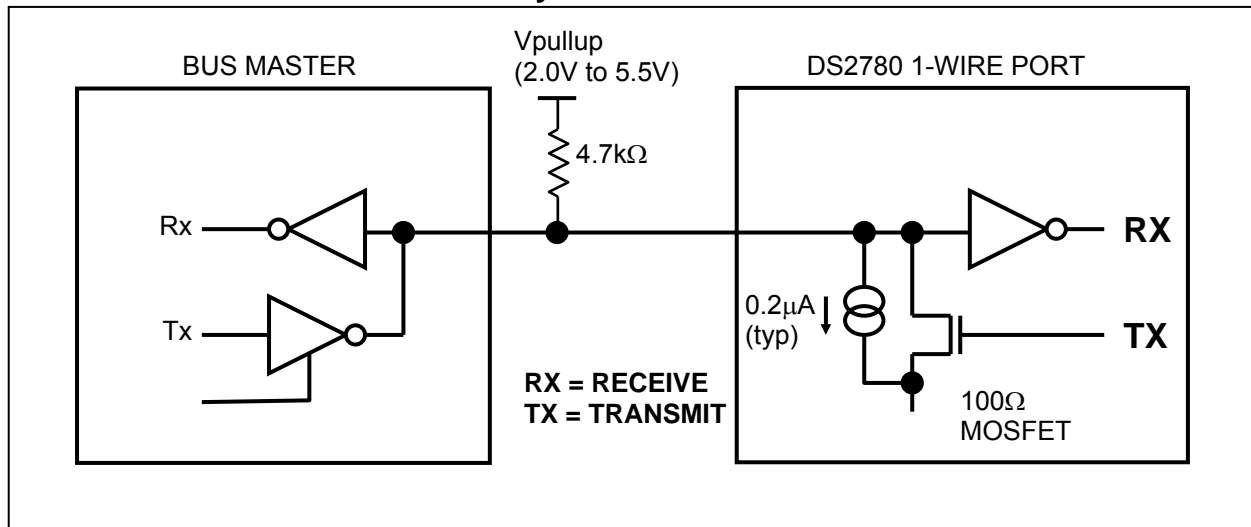 Vpullup
(2.0V to 5.5V)
BUS MASTER
DS2780 1-WIRE PORT
4.7kΩ
Rx
RX
Tx
0.2μA
(typ)
TX
RX = RECEIVE
TX = TRANSMIT
100Ω
MOSFET